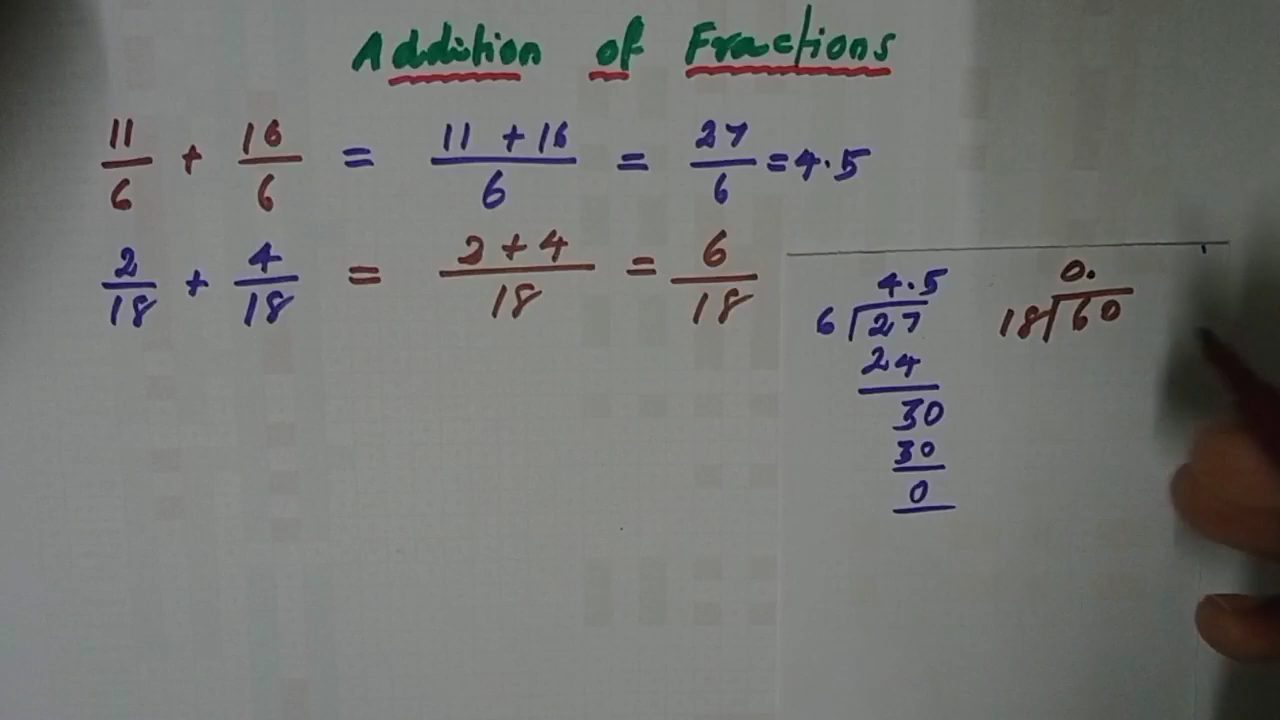 Addition of Fractions
11/6 + 16/6 = 11 + 16/6 = 27/6 = 4.5
2/18 + 4/18 = 2 + 4/18 = 6/18
4.5
6 27
24
30
30
0
0.
18 60